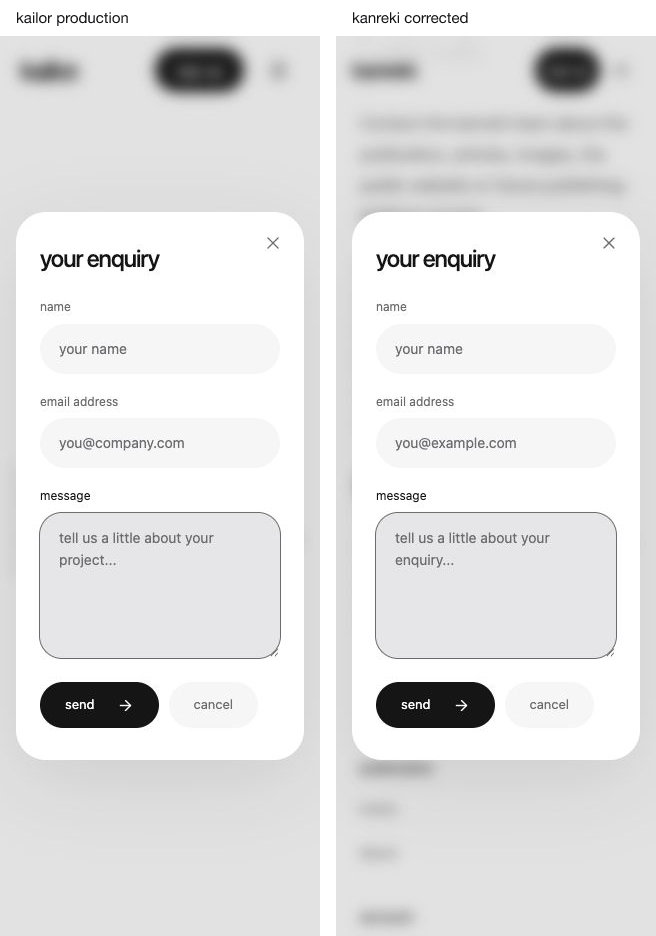 kailor production
your enquiry
name
your name
email address
you@company.com
message
tell us a little about your
project...
send
cancel
kanreki corrected
your enquiry
name
your name
email address
you@example.com
message
tell us a little about your
enquiry...
send
cancel